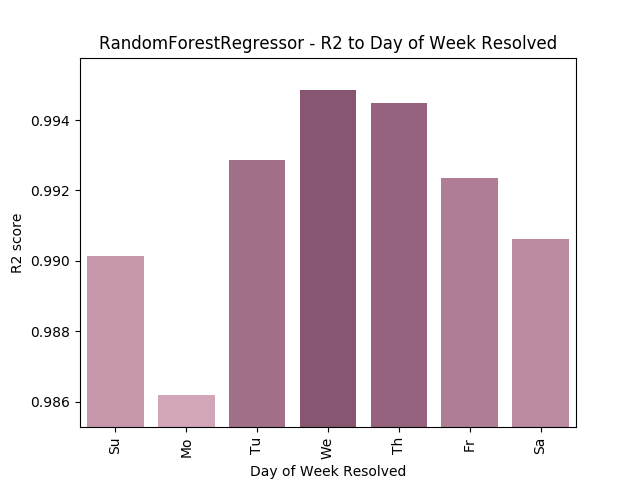 RandomForestRegressor - R2 to Day of Week Resolved
0.994
0.992
0.990
0.988
0.986
R2 score
Su
Mo
Tu
We
Th
Fr
Sa
Day of Week Resolved